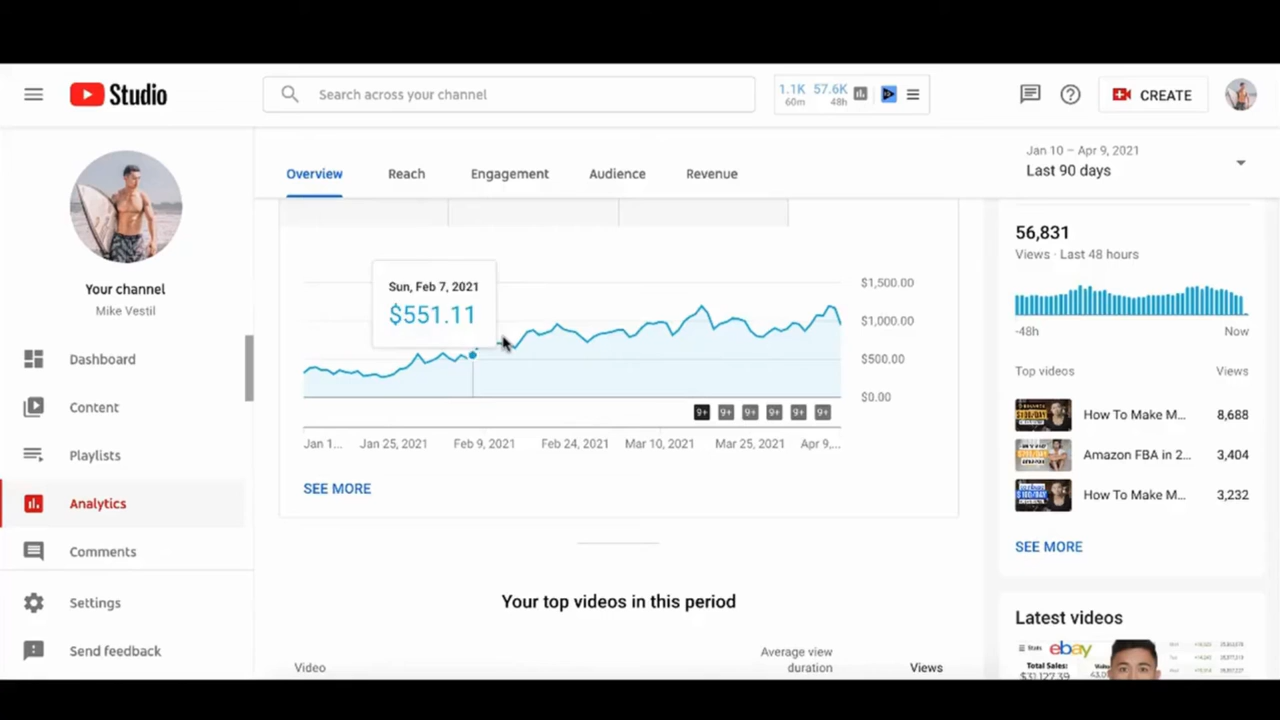 Studio
Search across your channel
1.1K 57.6K
60m 48h
CREATE
Overview
Reach
Engagement
Audience
Revenue
Jan 10 – Apr 9, 2021
Last 90 days
Your channel
Mike Vestil
Dashboard
Content
Playlists
Analytics
Comments
Settings
Send feedback
Sun, Feb 7, 2021
$551.11
$1,500.00
$1,000.00
$500.00
$0.00
9+ 9+ 9+ 9+ 9+ 9+
Jan 1... Jan 25, 2021 Feb 9, 2021 Feb 24, 2021 Mar 10, 2021 Mar 25, 2021 Apr 9,...
SEE MORE
Your top videos in this period
Video
Average view
duration
Views
56,831
Views · Last 48 hours
-48h Now
Top videos Views
How To Make M... 8,688
Amazon FBA in 2... 3,404
How To Make M... 3,232
SEE MORE
Latest videos
ebay
Total Sales: